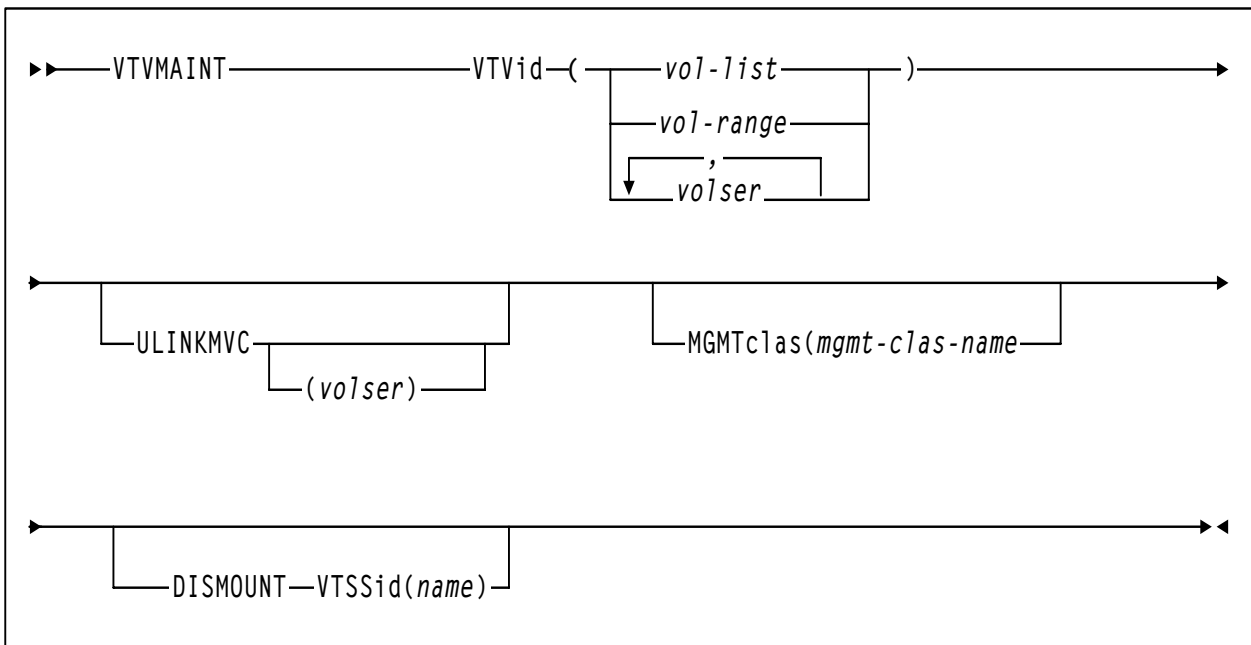 VTVMAINT VTVid ( vol-list )
vol-range
,
volser
ULINKMVC MGMTclas(mgmt-clas-name
(volser)
DISMOUNT VTSSid(name)